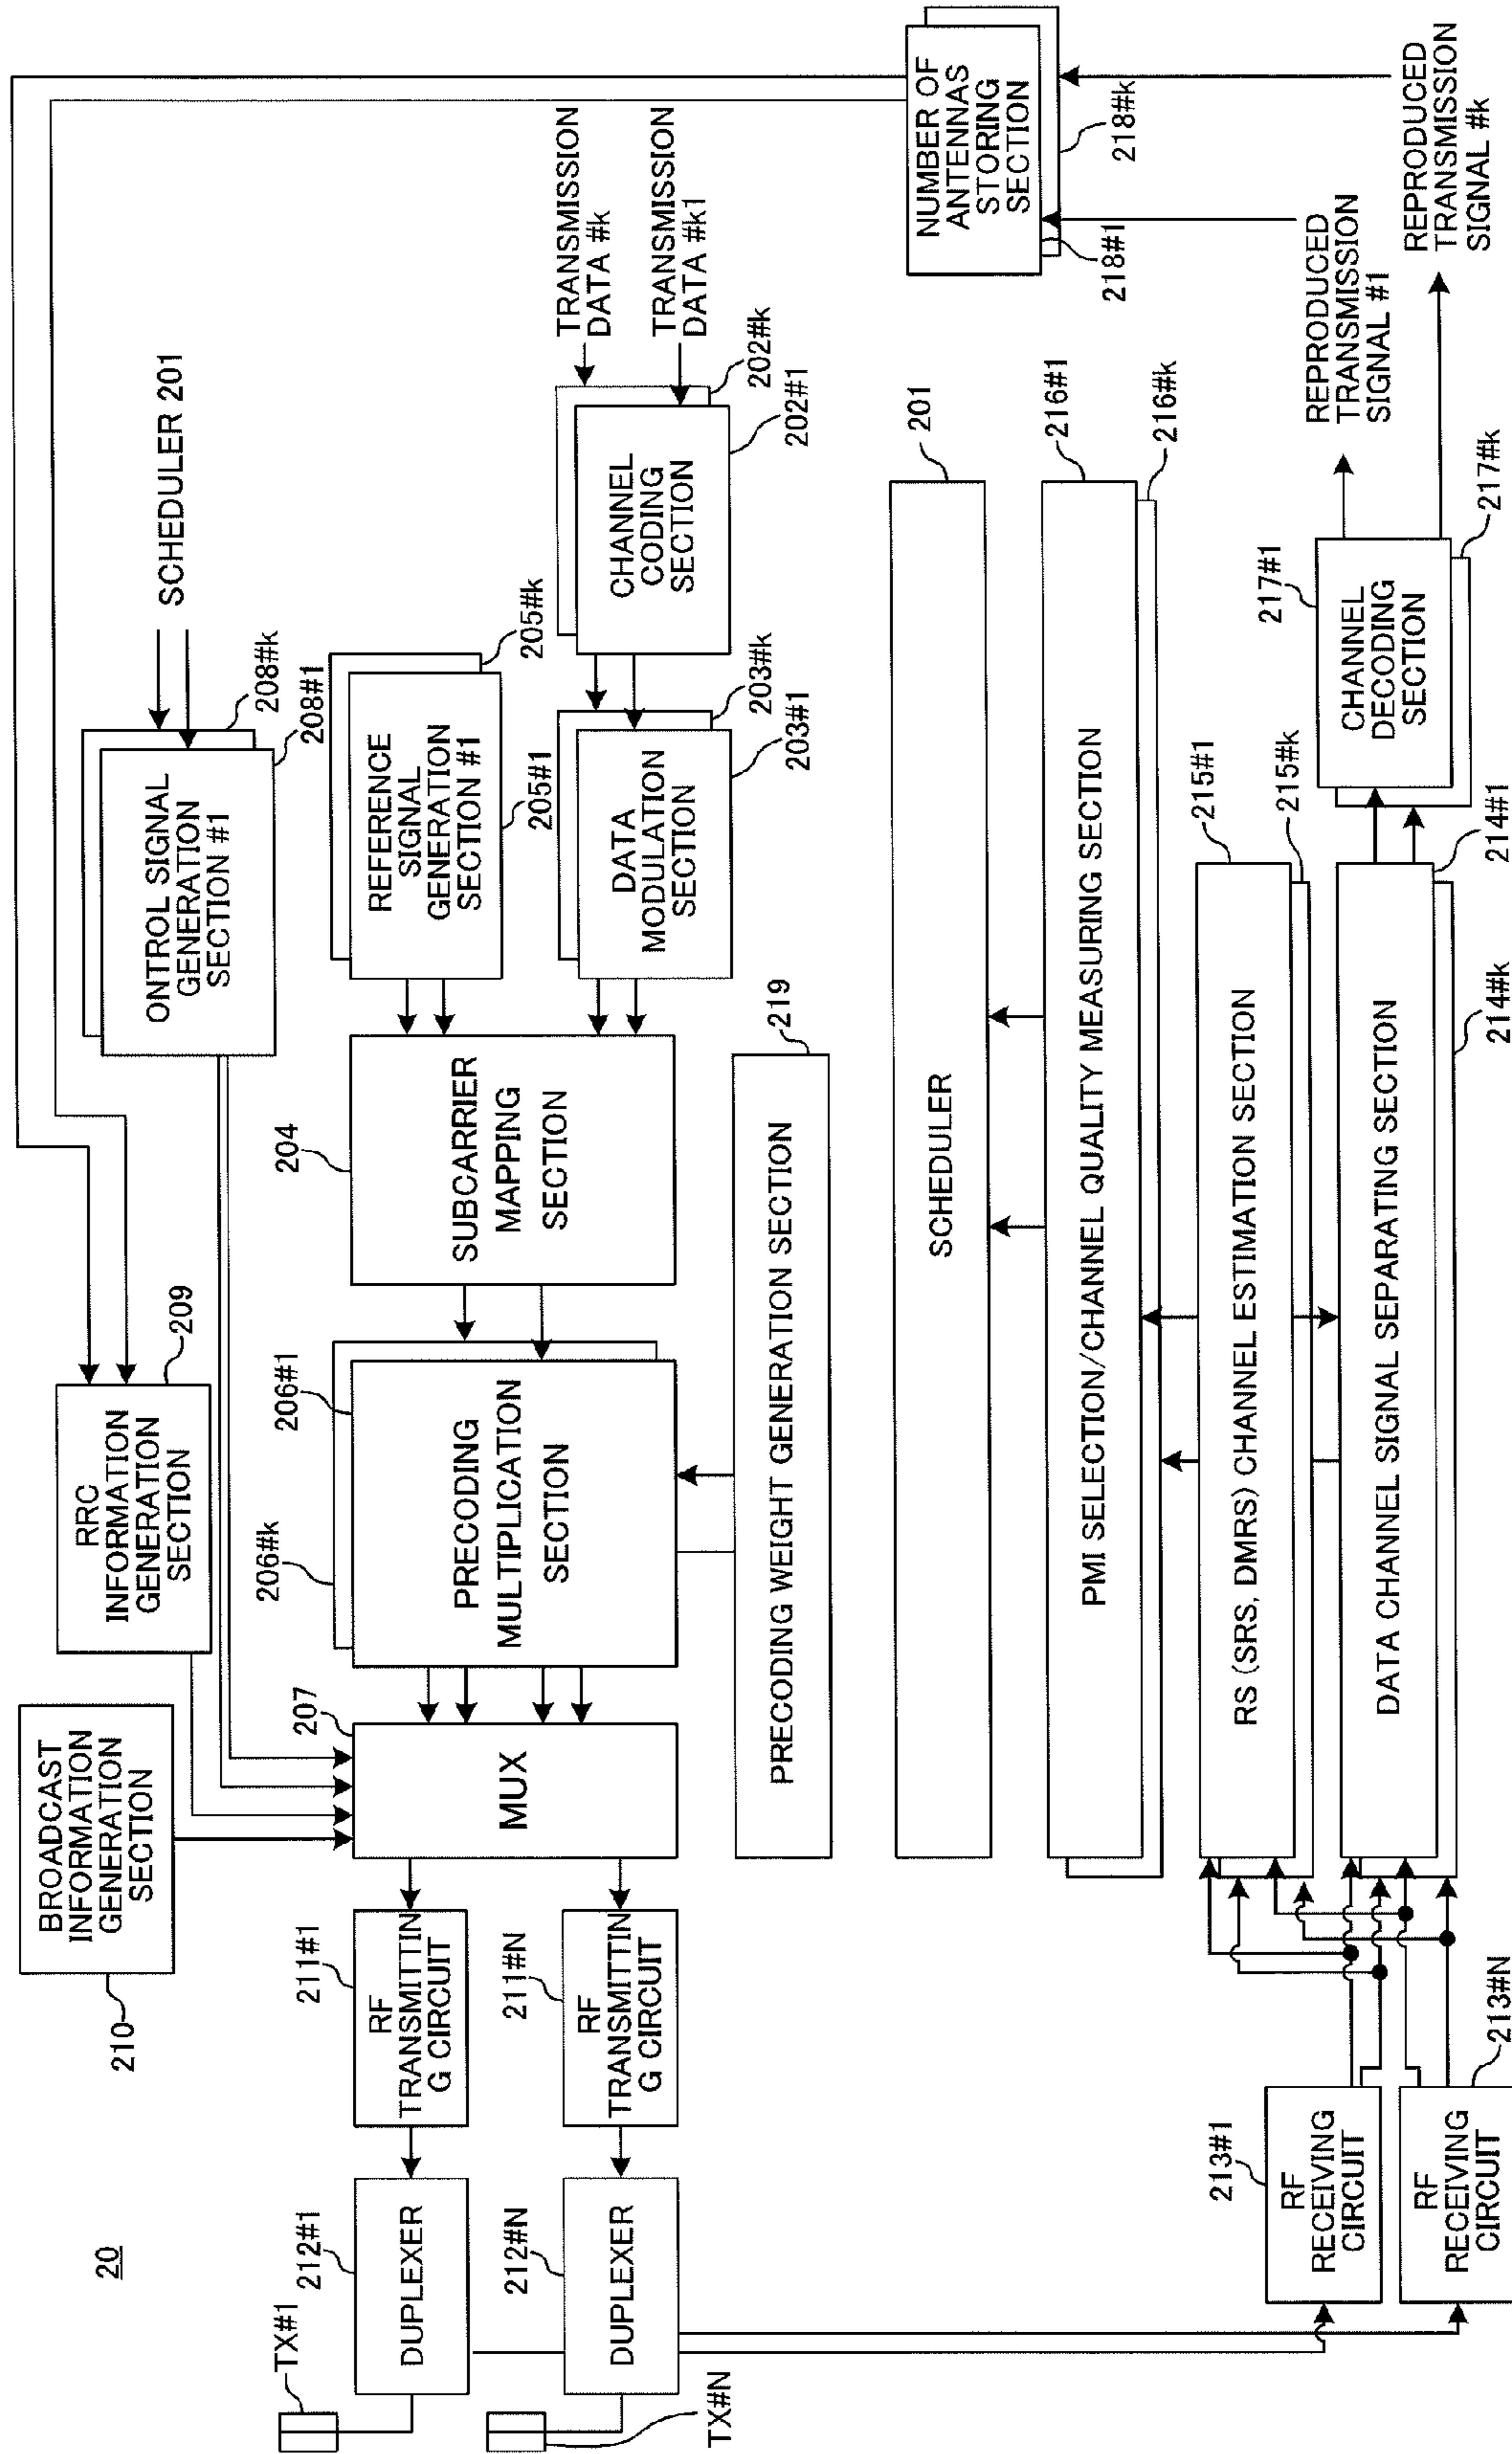 20
TX#1
212#1
DUPLEXER
212#N
DUPLEXER
TX#N
210
BROADCAST
INFORMATION
GENERATION
SECTION
211#1
RF
TRANSMITTIN
G CIRCUIT
211#N
RF
TRANSMITTIN
G CIRCUIT
RRC
INFORMATION
GENERATION
SECTION
209
207
MUX
206#k
206#1
PRECODING
MULTIPLICATION
SECTION
204
SUBCARRIER
MAPPING
SECTION
PRECODING WEIGHT GENERATION SECTION
219
ONTROL SIGNAL
GENERATION
SECTION #1
208#1
208#k
SCHEDULER 201
REFERENCE
SIGNAL
GENERATION
SECTION #1
205#1
205#k
DATA
MODULATION
SECTION
203#1
203#k
CHANNEL
CODING
SECTION
202#1
202#k
TRANSMISSION
DATA #k
TRANSMISSION
DATA #k1
NUMBER OF
ANTENNAS
STORING
SECTION
218#1
218#k
SCHEDULER
201
PMI SELECTION/CHANNEL QUALITY MEASURING SECTION
216#1
216#k
RS (SRS, DMRS) CHANNEL ESTIMATION SECTION
215#1
215#k
DATA CHANNEL SIGNAL SEPARATING SECTION
214#1
214#k
213#1
RF
RECEIVING
CIRCUIT
RF
RECEIVING
CIRCUIT
213#N
217#1
CHANNEL
DECODING
SECTION
217#k
REPRODUCED
TRANSMISSION
SIGNAL #1
REPRODUCED
TRANSMISSION
SIGNAL #k